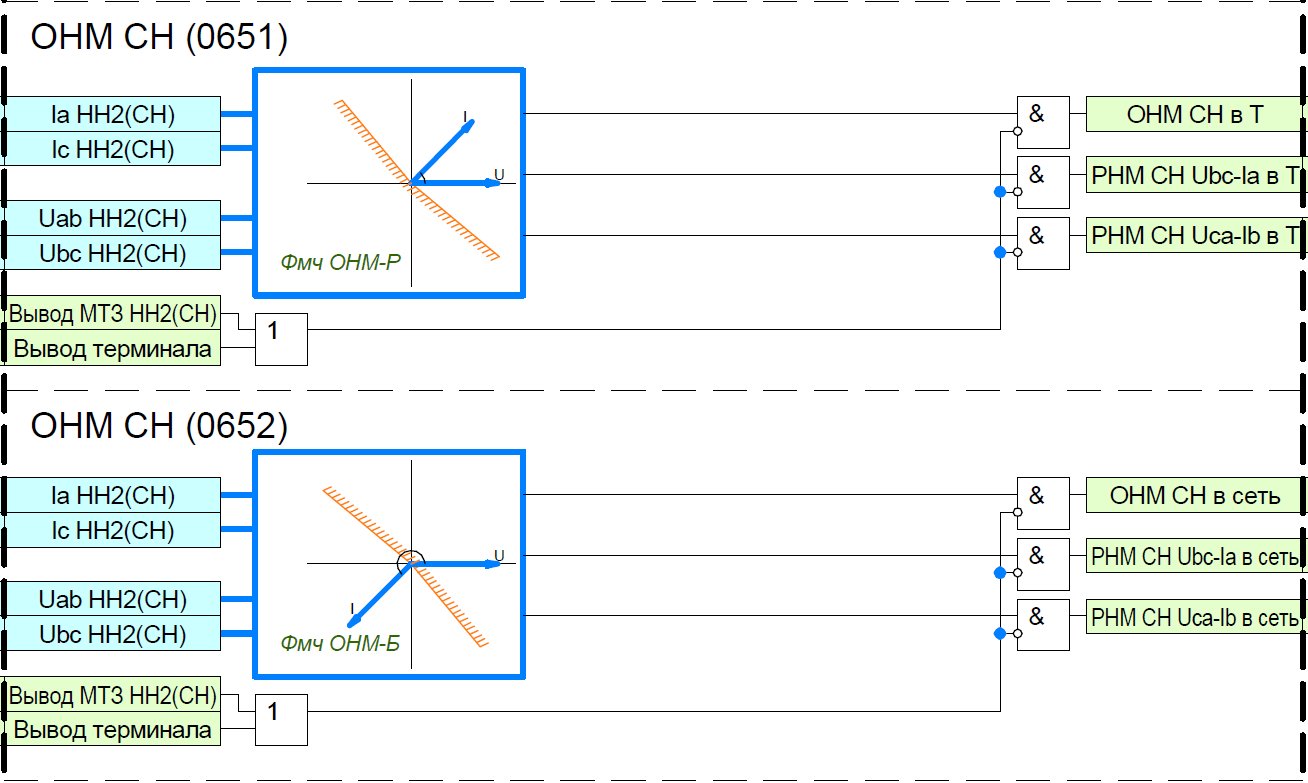 ОНМ СН (0651)
Ia НН2(СН)
Ic НН2(СН)
Uab НН2(СН)
Ubc НН2(СН)
Вывод МТЗ НН2(СН)
Вывод терминала
I
U
Фмч ОНМ-Р
1
&
&
&
ОНМ СН в Т
РНМ СН Ubc-Ia в Т
РНМ СН Uca-Ib в Т
ОНМ СН (0652)
Ia НН2(СН)
Ic НН2(СН)
Uab НН2(СН)
Ubc НН2(СН)
Вывод МТЗ НН2(СН)
Вывод терминала
U
I
Фмч ОНМ-Б
1
&
&
&
ОНМ СН в сеть
РНМ СН Ubc-Ia в сеть
РНМ СН Uca-Ib в сеть